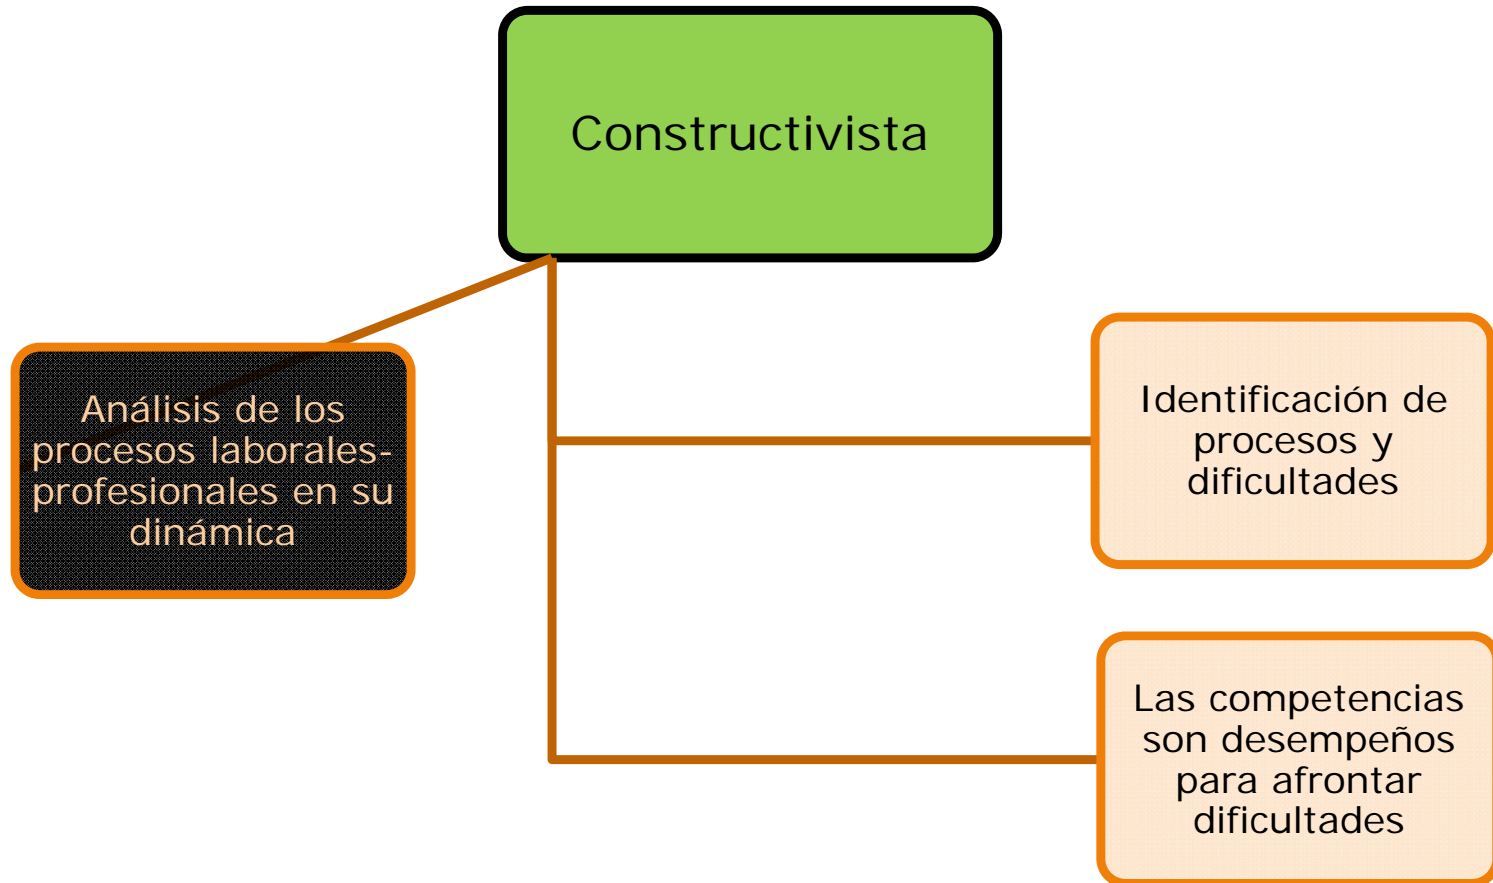 Constructivista
Análisis de los
procesos laborales-
profesionales en su
dinámica
Identificación de
procesos y
dificultades
Las competencias
son desempeños
para afrontar
dificultades